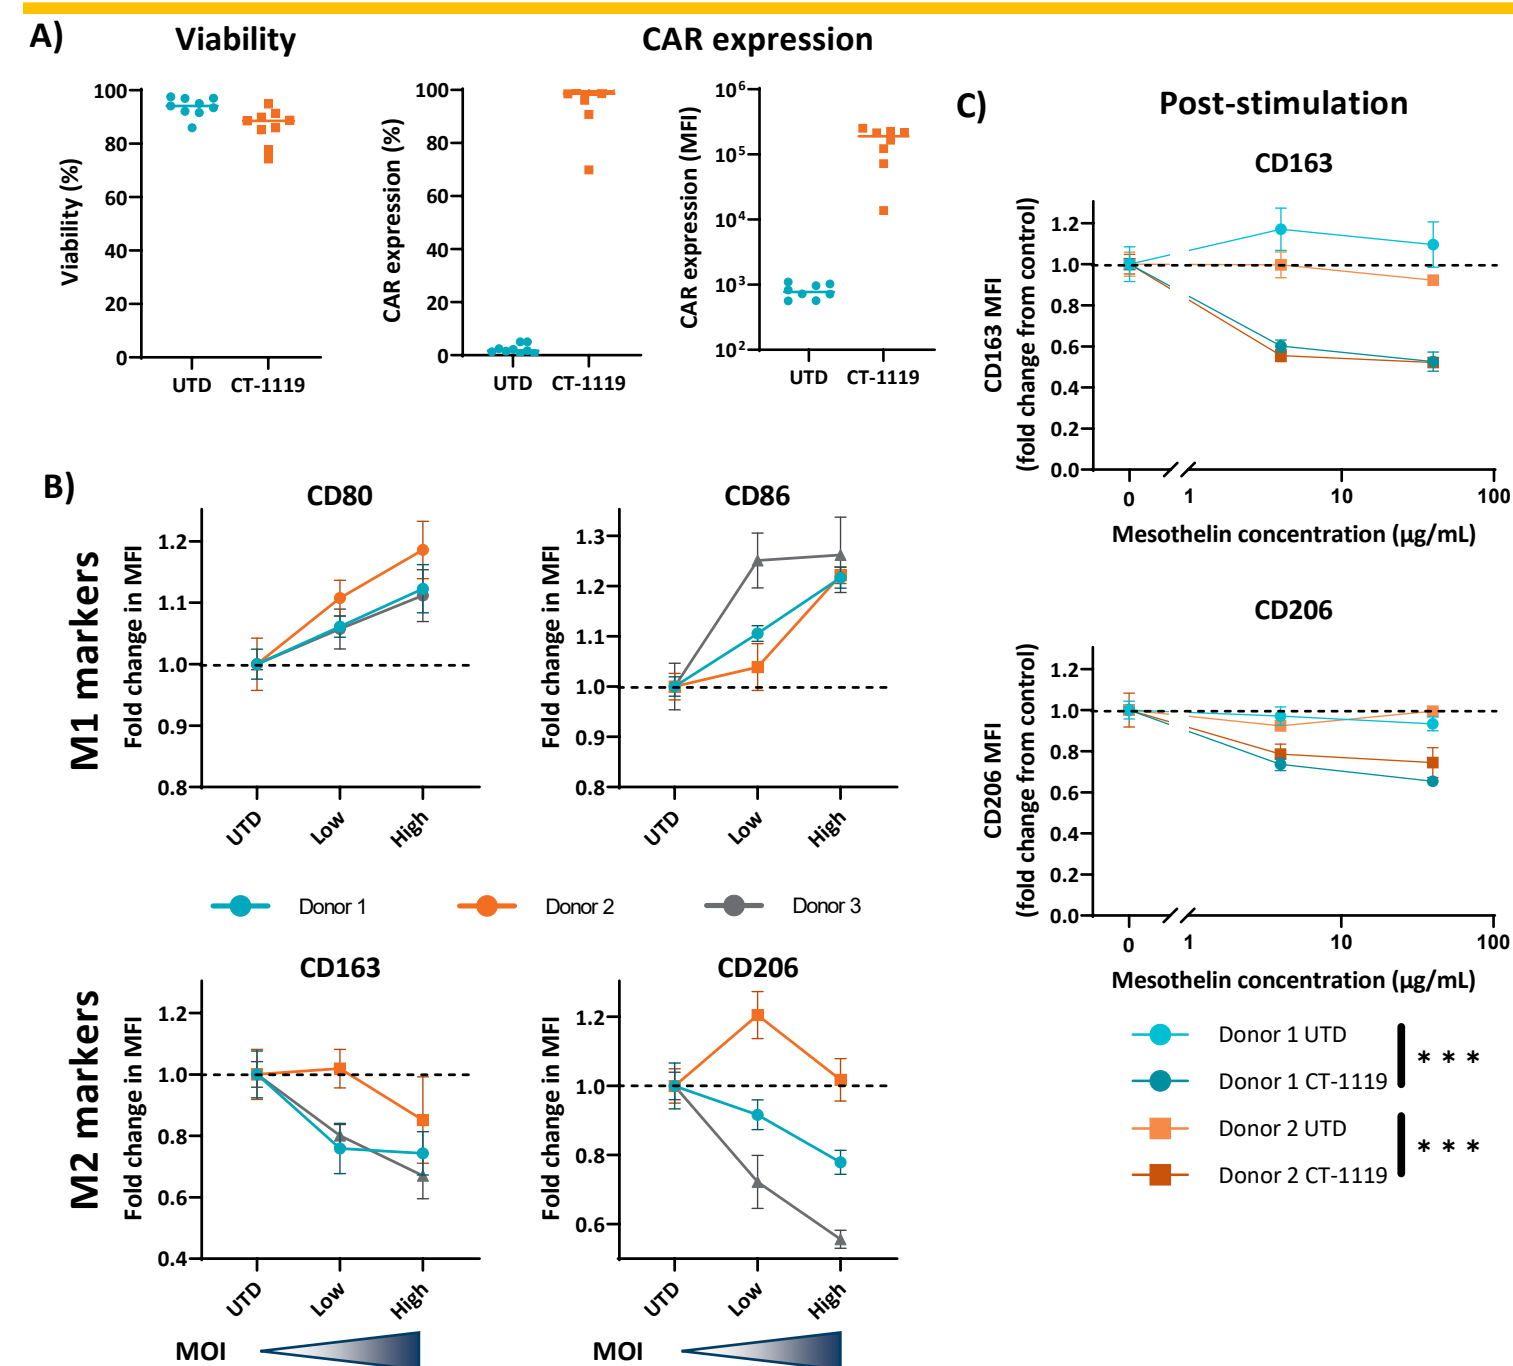 A)
Viability
CAR expression
Viability (%)
100
80
60
40
20
0
UTD
CT-1119
CAR expression (%)
100
80
60
40
20
0
UTD
CT-1119
CAR expression (MFI)
10⁶
10⁵
10⁴
10³
10²
UTD
CT-1119
B)
M1 markers
CD80
Fold change in MFI
1.2
1.1
1.0
0.9
0.8
UTD
Low
High
CD86
Fold change in MFI
1.3
1.2
1.1
1.0
0.9
0.8
UTD
Low
High
Donor 1
Donor 2
Donor 3
M2 markers
CD163
Fold change in MFI
1.2
1.0
0.8
0.6
0.4
UTD
Low
High
MOI
CD206
Fold change in MFI
1.2
1.0
0.8
0.6
UTD
Low
High
MOI
C)
Post-stimulation
CD163
CD163 MFI
(fold change from control)
1.2
1.0
0.8
0.6
0.4
0.2
0.0
0
1
10
100
Mesothelin concentration (µg/mL)
CD206
CD206 MFI
(fold change from control)
1.2
1.0
0.8
0.6
0.4
0.2
0.0
0
1
10
100
Mesothelin concentration (µg/mL)
Donor 1 UTD
Donor 1 CT-1119
* * *
Donor 2 UTD
Donor 2 CT-1119
* * *